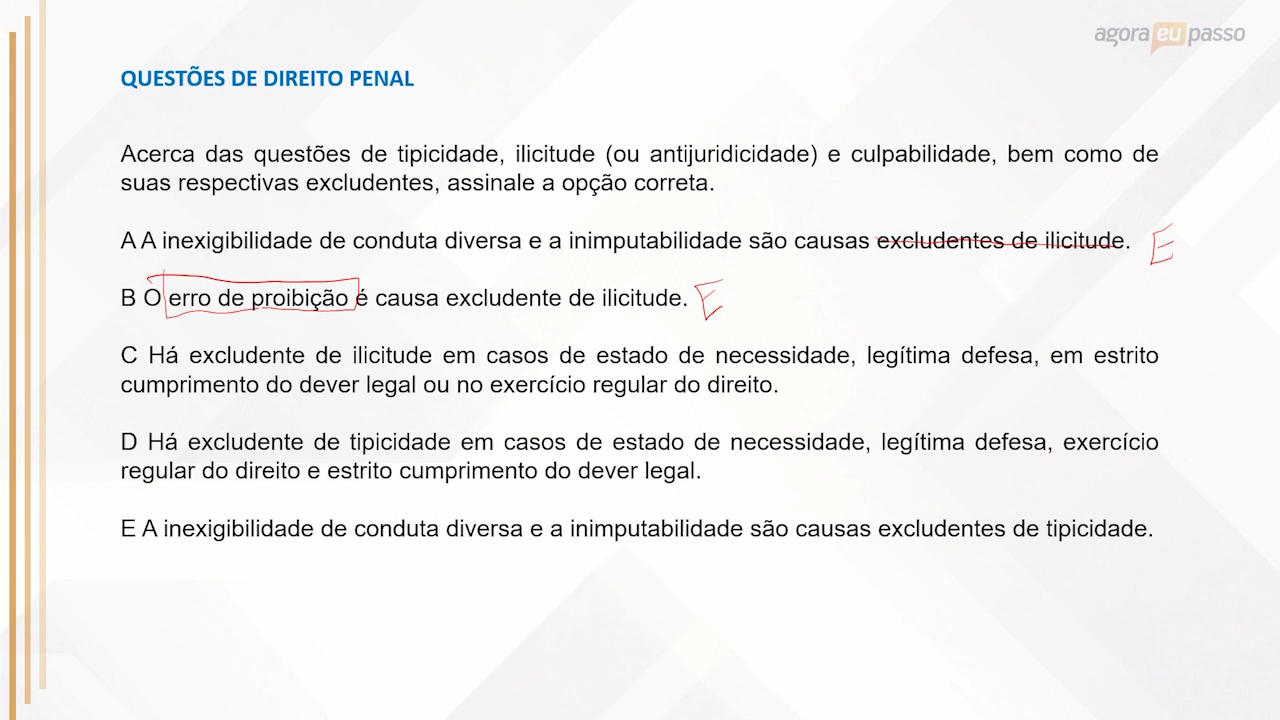 agora eu passo
QUESTÕES DE DIREITO PENAL
Acerca das questões de tipicidade, ilicitude (ou antijuridicidade) e culpabilidade, bem como de
suas respectivas excludentes, assinale a opção correta.
A A inexigibilidade de conduta diversa e a inimputabilidade são causas excludentes de ilicitude. E
B O erro de proibição é causa excludente de ilicitude. E
C Há excludente de ilicitude em casos de estado de necessidade, legítima defesa, em estrito
cumprimento do dever legal ou no exercício regular do direito.
D Há excludente de tipicidade em casos de estado de necessidade, legítima defesa, exercício
regular do direito e estrito cumprimento do dever legal.
E A inexigibilidade de conduta diversa e a inimputabilidade são causas excludentes de tipicidade.